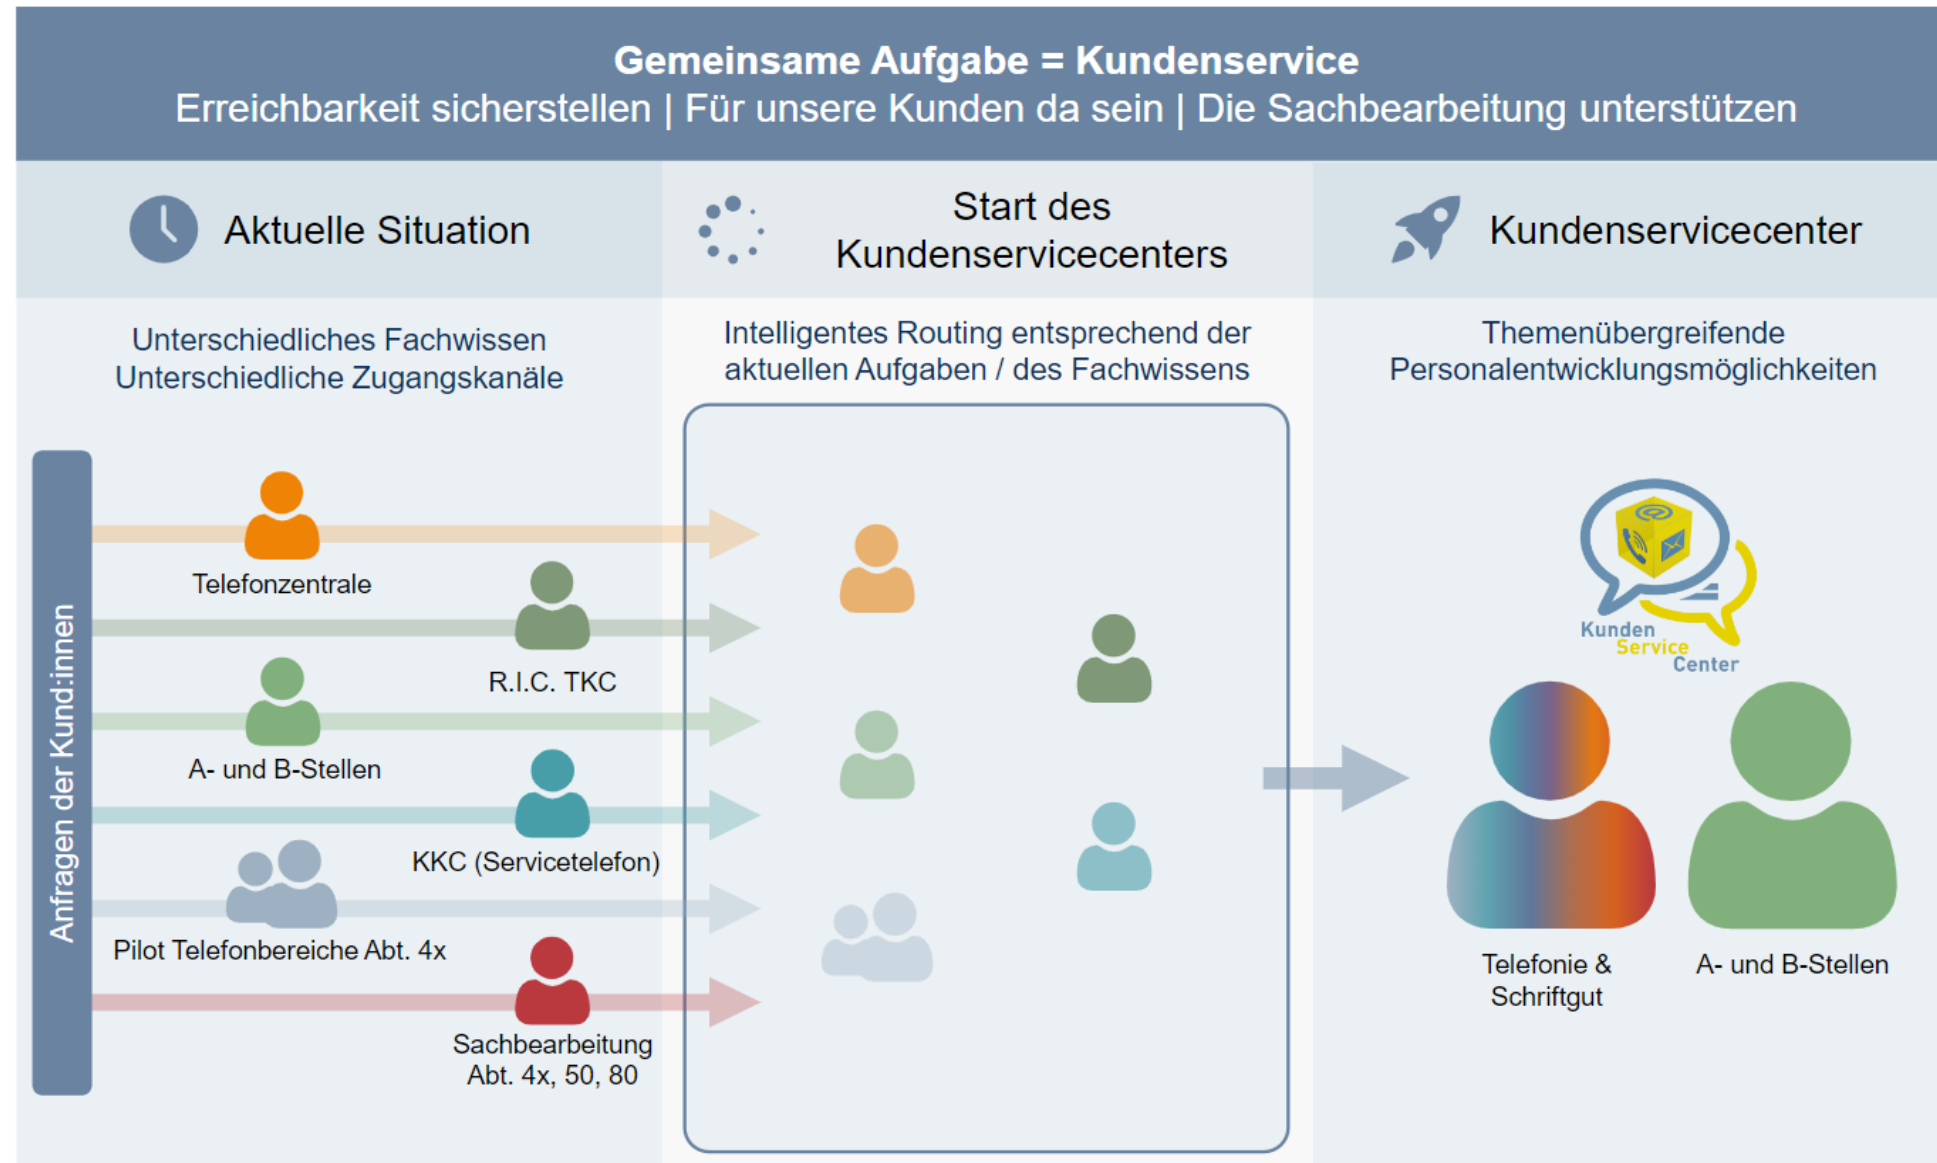 Gemeinsame Aufgabe = Kundenservice
Erreichbarkeit sicherstellen | Für unsere Kunden da sein | Die Sachbearbeitung unterstützen
Aktuelle Situation
Unterschiedliches Fachwissen
Unterschiedliche Zugangskanäle
Anfragen der Kund:innen
Telefonzentrale
R.I.C. TKC
A- und B-Stellen
KKC (Servicetelefon)
Pilot Telefonbereiche Abt. 4x
Sachbearbeitung
Abt. 4x, 50, 80
Start des
Kundenservicecenters
Intelligentes Routing entsprechend der
aktuellen Aufgaben / des Fachwissens
Kundenservicecenter
Themenübergreifende
Personalentwicklungsmöglichkeiten
@
Kunden
Service
Center
Telefonie &
Schriftgut
A- und B-Stellen